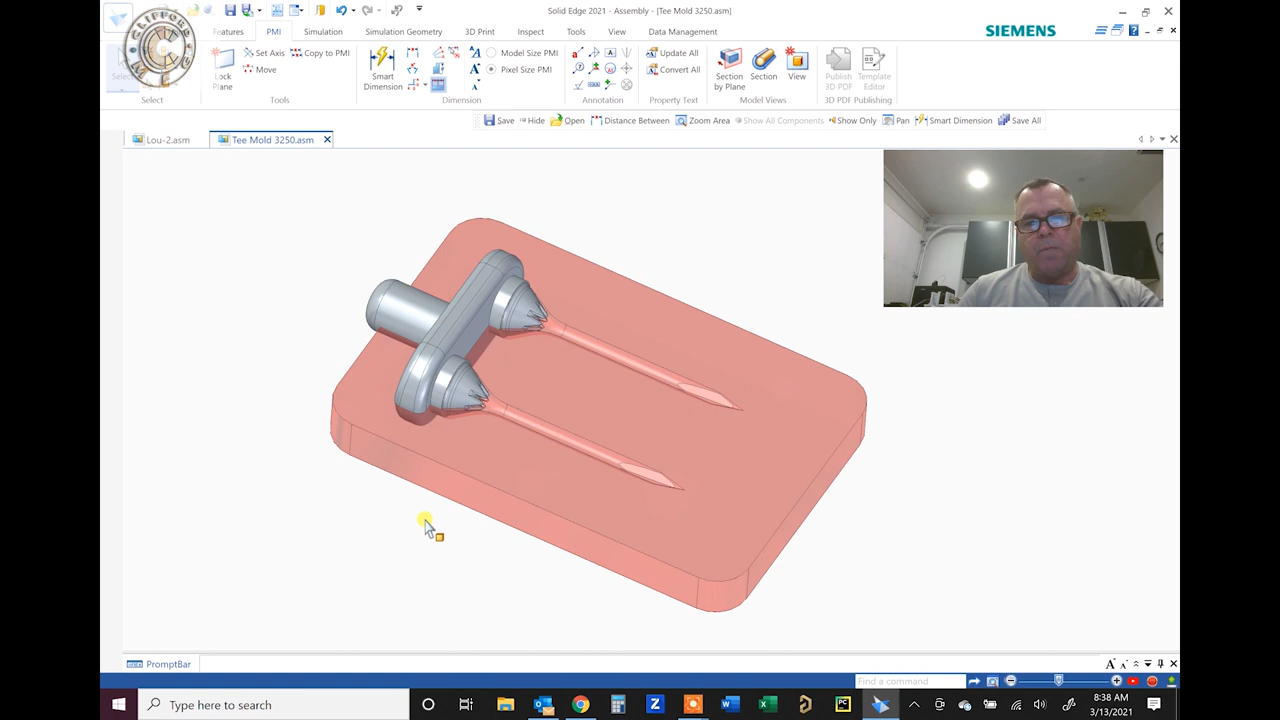 Solid Edge 2021 - Assembly - [Tee Mold 3250.asm]
CLIFFORD
Features PMI Simulation Simulation Geometry 3D Print Inspect Tools View Data Management
SIEMENS
Select
Lock Plane
Set Axis
Move
Copy to PMI
Smart Dimension
Model Size PMI
Pixel Size PMI
Update All
Convert All
Section by Plane
Section
View
Publish 3D PDF
Template Editor
Select Tools Dimension Annotation Property Text Model Views 3D PDF Publishing
Save Hide Open Distance Between Zoom Area Show All Components Show Only Pan Smart Dimension Save All
Lou-2.asm Tee Mold 3250.asm
PromptBar
Find a command
Type here to search
8:38 AM
3/13/2021